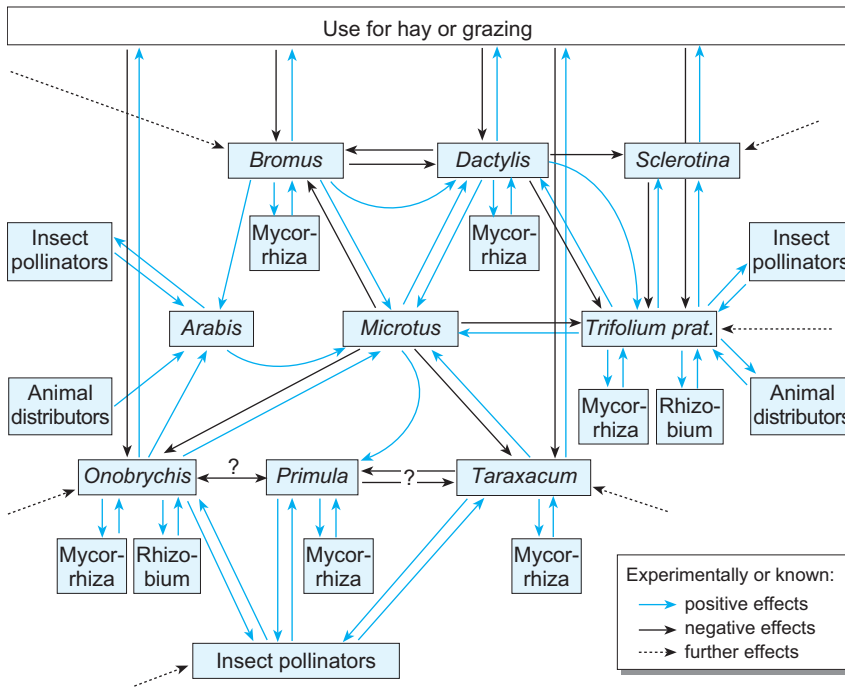 Use for hay or grazing
Bromus
Dactylis
Sclerotina
Mycor-
rhiza
Mycor-
rhiza
Insect
pollinators
Insect
pollinators
Arabis
Microtus
Trifolium prat.
Animal
distributors
Mycor-
rhiza
Rhizo-
bium
Animal
distributors
Onobrychis
?
Primula
?
Taraxacum
Mycor-
rhiza
Rhizo-
bium
Mycor-
rhiza
Mycor-
rhiza
Insect pollinators
Experimentally or known:
positive effects
negative effects
further effects